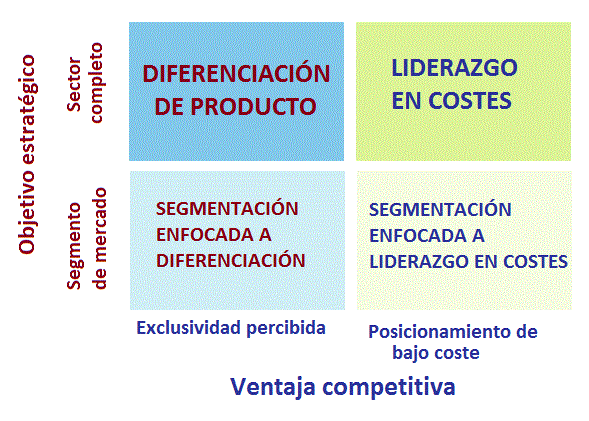 Objetivo estratégico
Sector
completo
DIFERENCIACIÓN
DE PRODUCTO
LIDERAZGO
EN COSTES
Segmento
de mercado
SEGMENTACIÓN
ENFOCADA A
DIFERENCIACIÓN
SEGMENTACIÓN
ENFOCADA A
LIDERAZGO EN COSTES
Exclusividad percibida
Posicionamiento de
bajo coste
Ventaja competitiva